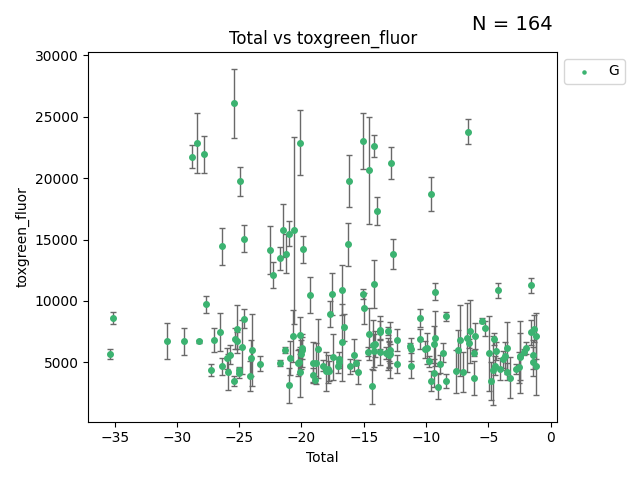 N = 164
Total vs toxgreen_fluor
G
30000
25000
20000
15000
10000
5000
toxgreen_fluor
−35 −30 −25 −20 −15 −10 −5 0
Total